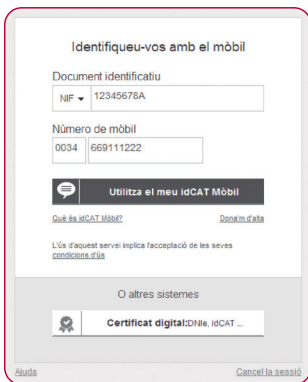 Identifiqueu-vos amb el mòbil
Document identificatiu
NIF 12345678A
Número de mòbil
0034 669111222
Utilitza el meu idCAT Mòbil
Què és idCAT Mòbil? Dona'm d'alta
L'ús d'aquest servei implica l'acceptació de les seves
condicions d'ús
O altres sistemes
Certificat digital:DNIe, idCAT ...
Ajuda Cancel·la sessió